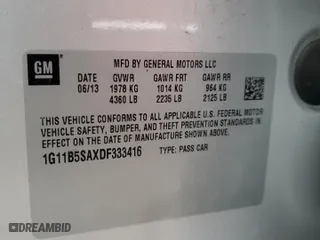 GM
MFD BY GENERAL MOTORS LLC
06/13 GVWR GAWR FRT GAWR RR
1978 KG 1014 KG 964 KG
4360 LB 2235 LB 2125 LB
THIS VEHICLE CONFORMS TO ALL APPLICABLE U.S. FEDERAL MOTOR
VEHICLE SAFETY, BUMPER, AND THEFT PREVENTION STANDARDS IN
EFFECT ON THE DATE OF MANUFACTURE SHOWN ABOVE.
1G11B5SAXDF333416 TYPE: PASS CAR
©DREAMBID
DREAMBID.COM